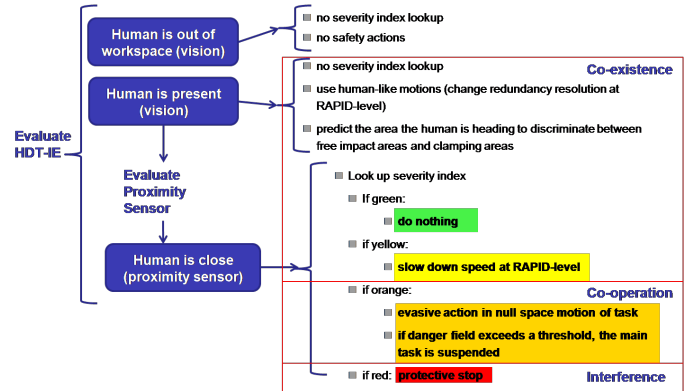 Evaluate
HDT-IE
Human is out of
workspace (vision)
no severity index lookup
no safety actions
Human is present
(vision)
no severity index lookup
Co-existence
use human-like motions (change redundancy resolution at
RAPID-level)
predict the area the human is heading to discriminate between
free impact areas and clamping areas
Evaluate
Proximity
Sensor
Human is close
(proximity sensor)
Look up severity index
If green:
do nothing
if yellow:
slow down speed at RAPID-level
if orange:
Co-operation
evasive action in null space motion of task
if danger field exceeds a threshold, the main
task is suspended
if red: protective stop
Interference